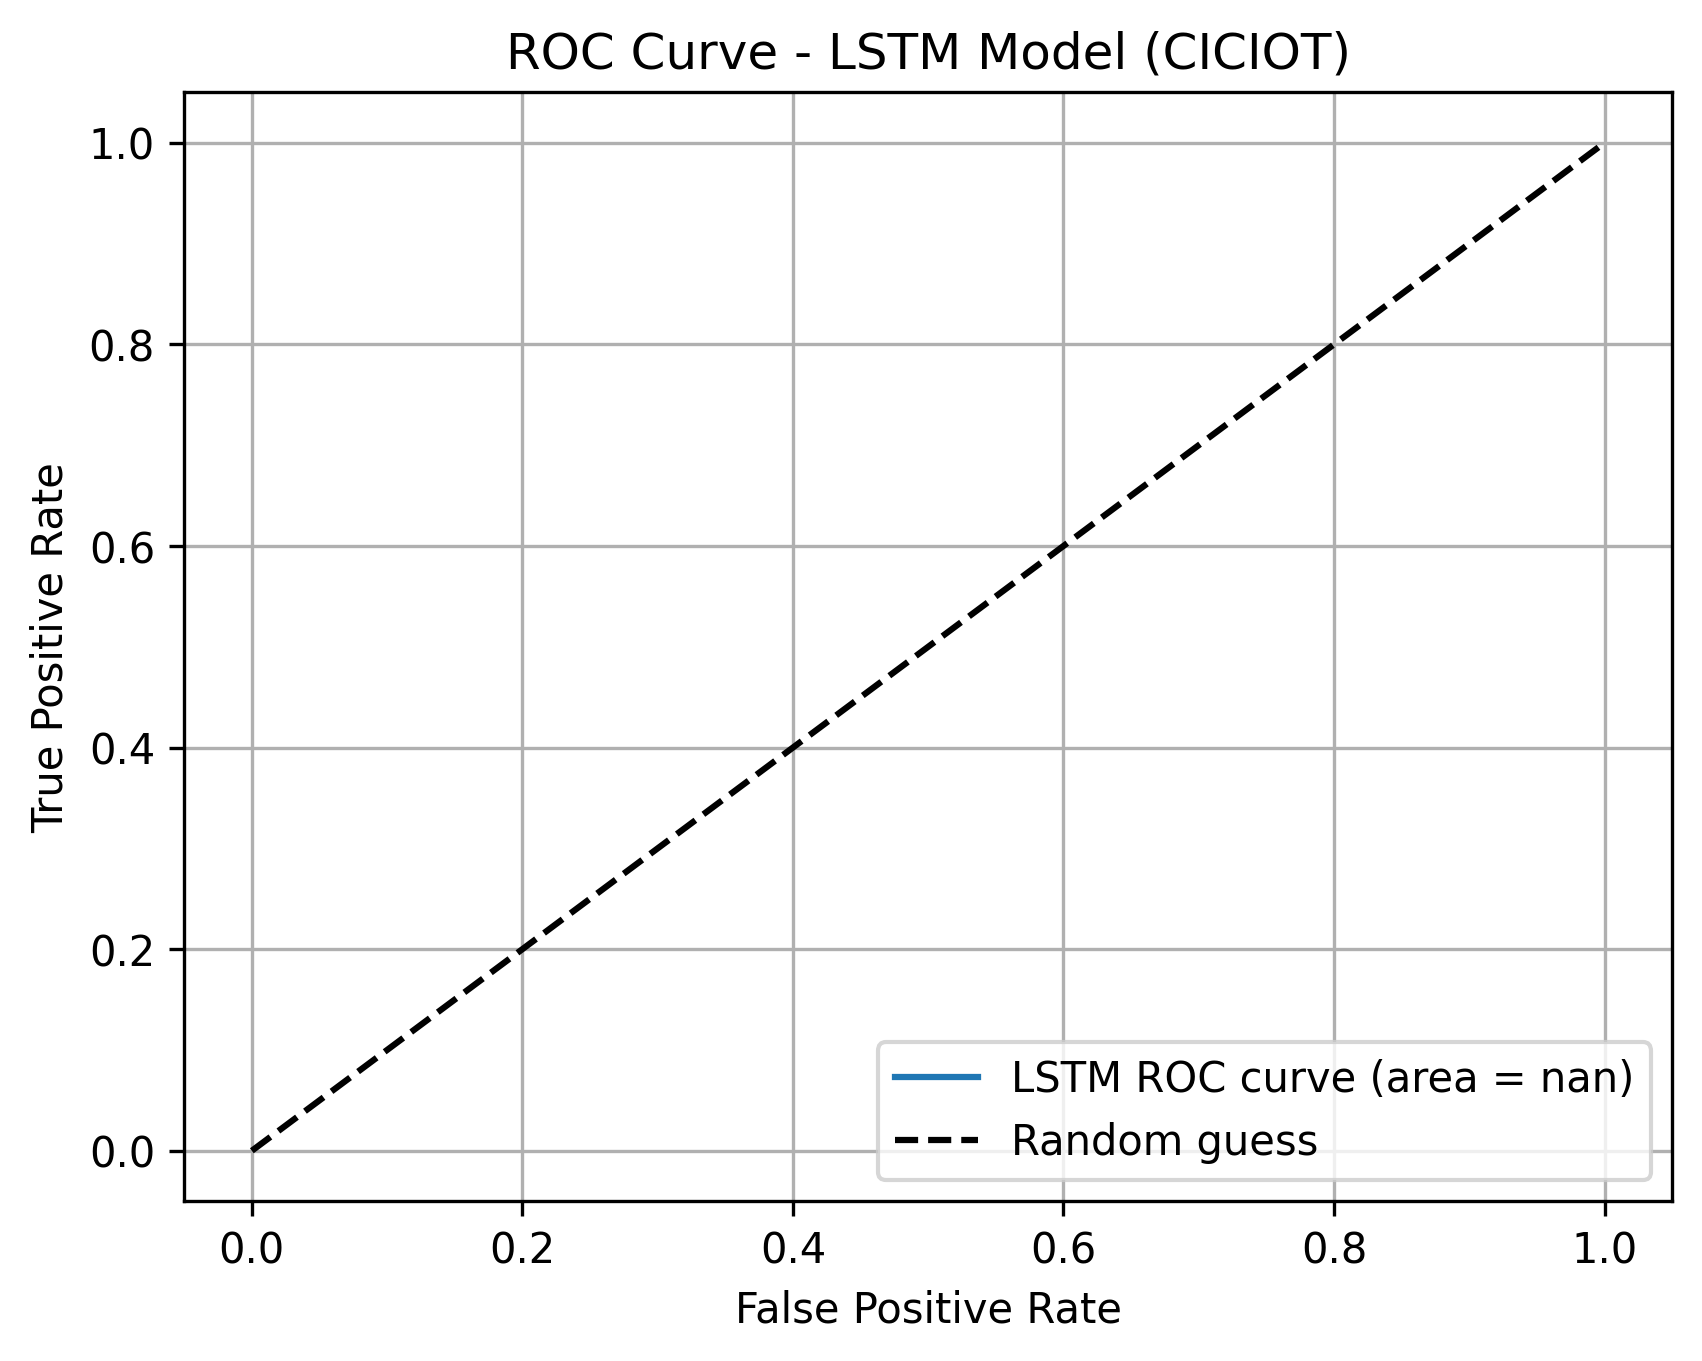 ROC Curve - LSTM Model (CICIOT)
True Positive Rate
1.0
0.8
0.6
0.4
0.2
0.0
LSTM ROC curve (area = nan)
Random guess
0.0 0.2 0.4 0.6 0.8 1.0
False Positive Rate